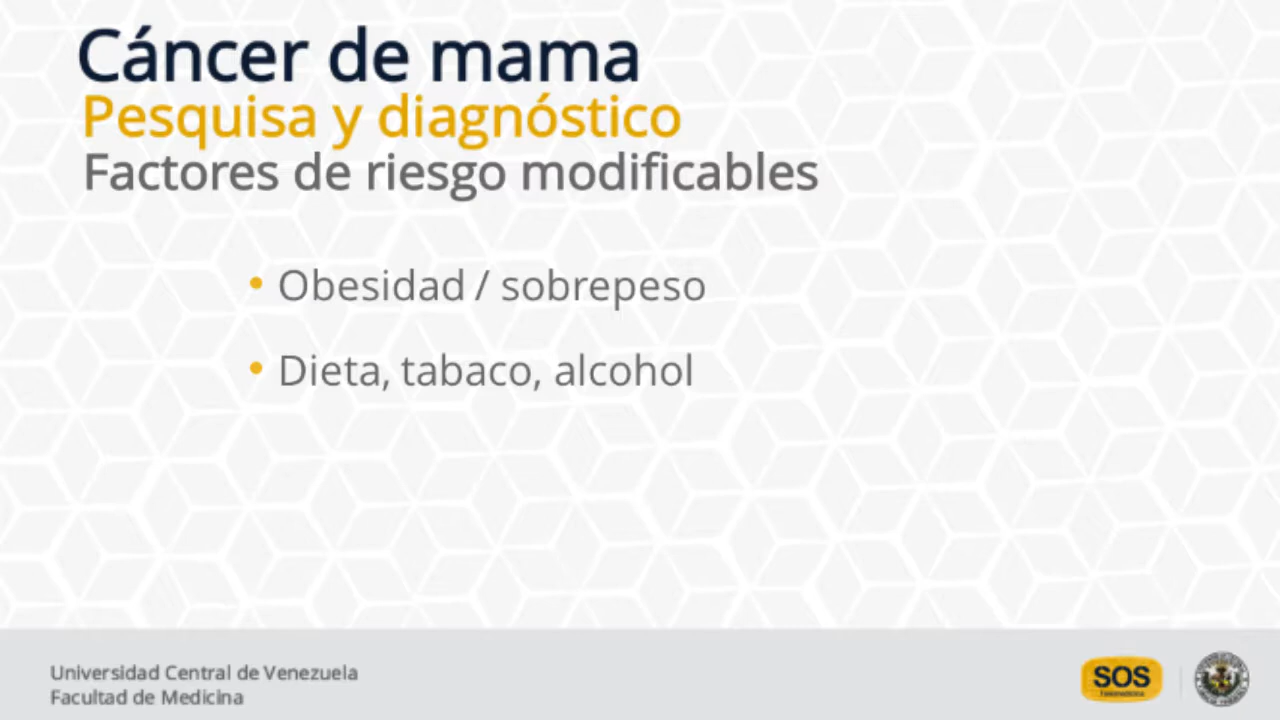 Cáncer de mama
Pesquisa y diagnóstico
Factores de riesgo modificables
• Obesidad / sobrepeso
• Dieta, tabaco, alcohol
Universidad Central de Venezuela
Facultad de Medicina
SOS
Telemedicina